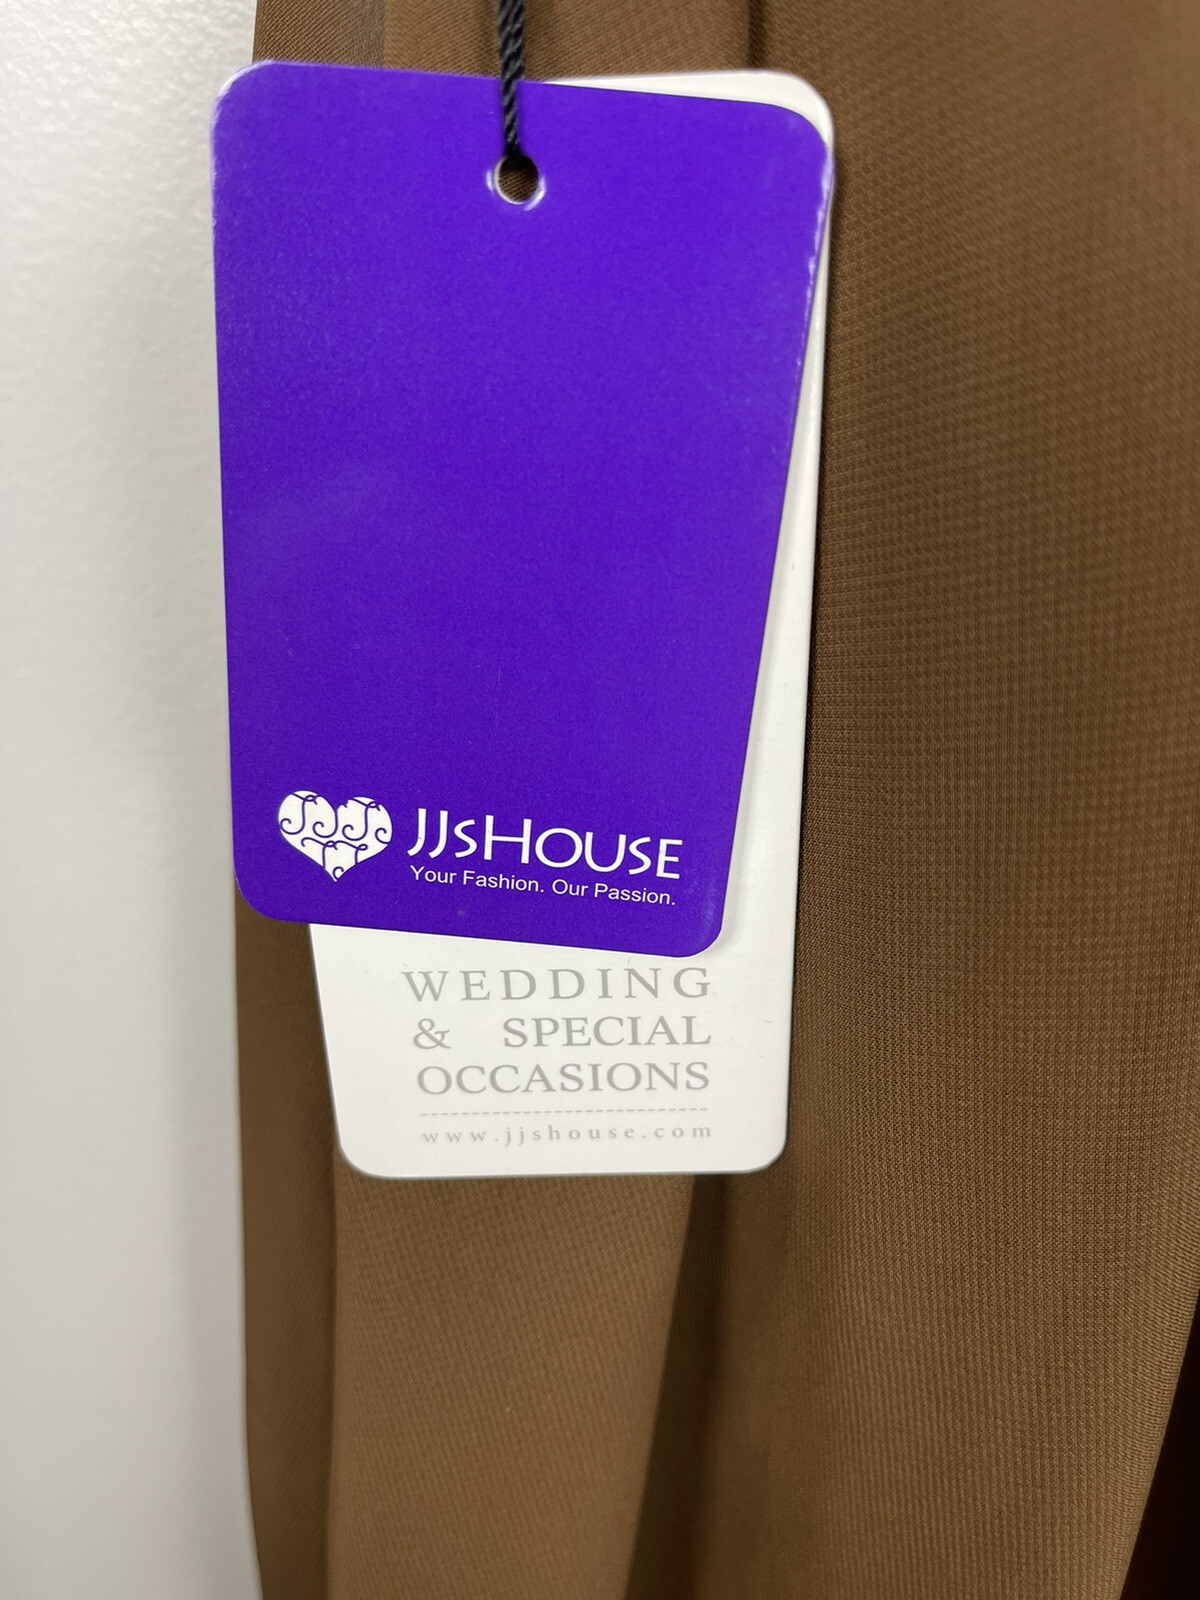 JJsHOUSE
Your Fashion. Our Passion.
WEDDING
& SPECIAL
OCCASIONS
www.jjshouse.com